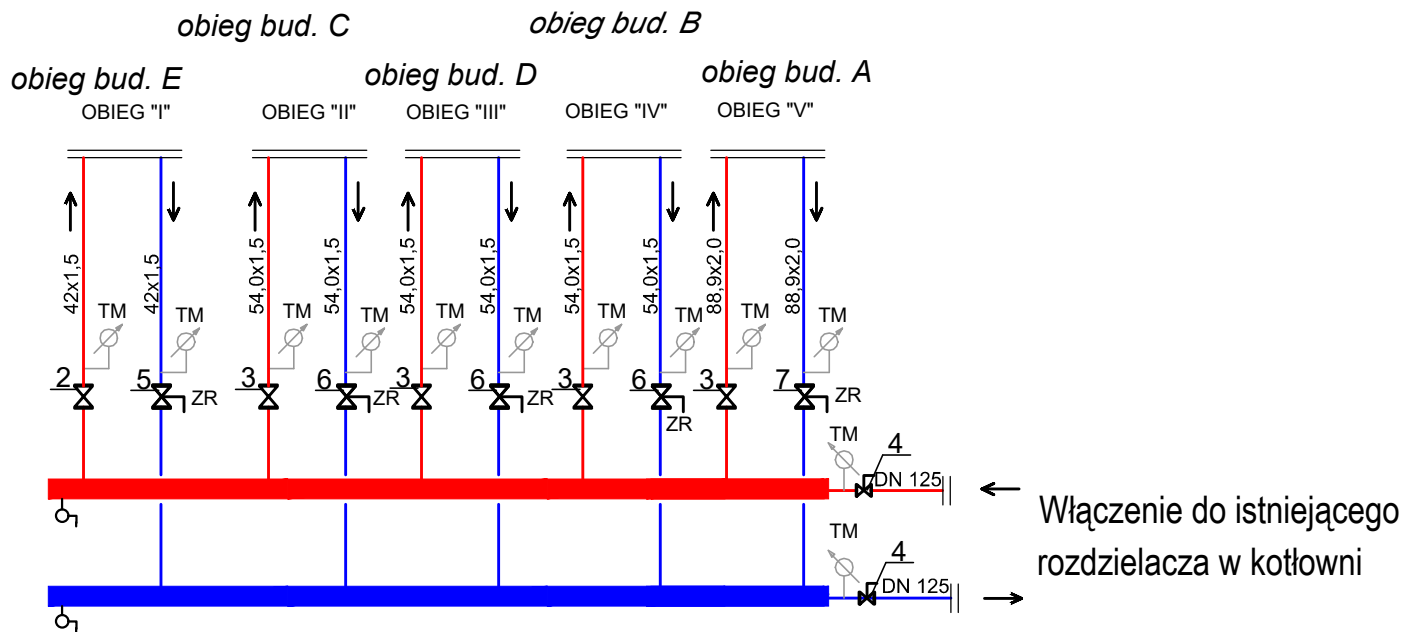 obieg bud. C
obieg bud. B
obieg bud. E
obieg bud. D
obieg bud. A
OBIEG "I"
OBIEG "II"
OBIEG "III"
OBIEG "IV"
OBIEG "V"
42x1,5
42x1,5
54,0x1,5
54,0x1,5
54,0x1,5
54,0x1,5
54,0x1,5
54,0x1,5
88,9x2,0
88,9x2,0
TM
TM
TM
TM
TM
TM
TM
TM
TM
TM
2
5
ZR
3
6
ZR
3
6
ZR
3
6
ZR
3
7
ZR
TM
4
DN 125
TM
4
DN 125
Włączenie do istniejącego
rozdzielacza w kotłowni